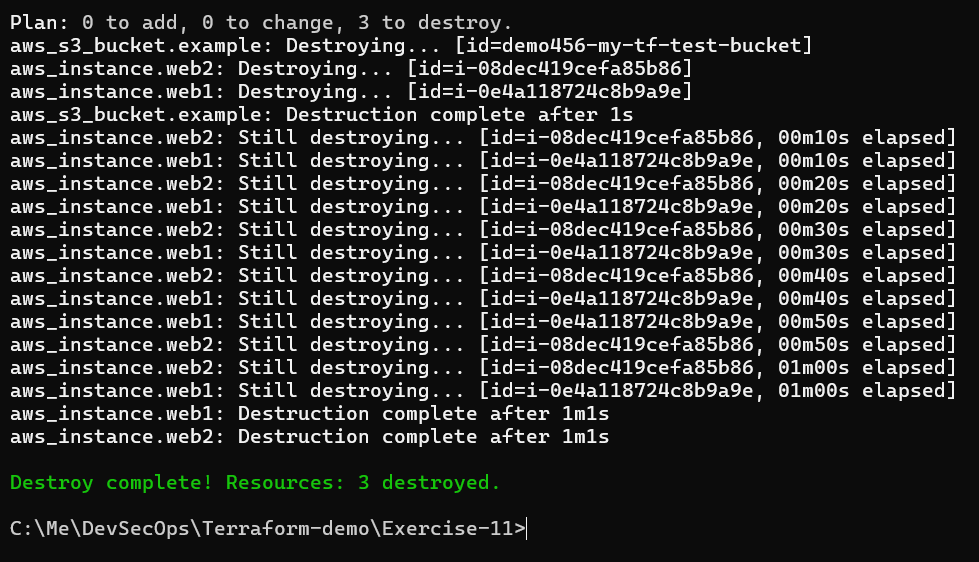 Plan: 0 to add, 0 to change, 3 to destroy.
aws_s3_bucket.example: Destroying... [id=demo456-my-tf-test-bucket]
aws_instance.web2: Destroying... [id=i-08dec419cefa85b86]
aws_instance.web1: Destroying... [id=i-0e4a118724c8b9a9e]
aws_s3_bucket.example: Destruction complete after 1s
aws_instance.web2: Still destroying... [id=i-08dec419cefa85b86, 00m10s elapsed]
aws_instance.web1: Still destroying... [id=i-0e4a118724c8b9a9e, 00m10s elapsed]
aws_instance.web2: Still destroying... [id=i-08dec419cefa85b86, 00m20s elapsed]
aws_instance.web1: Still destroying... [id=i-0e4a118724c8b9a9e, 00m20s elapsed]
aws_instance.web2: Still destroying... [id=i-08dec419cefa85b86, 00m30s elapsed]
aws_instance.web1: Still destroying... [id=i-0e4a118724c8b9a9e, 00m30s elapsed]
aws_instance.web2: Still destroying... [id=i-08dec419cefa85b86, 00m40s elapsed]
aws_instance.web1: Still destroying... [id=i-0e4a118724c8b9a9e, 00m40s elapsed]
aws_instance.web1: Still destroying... [id=i-0e4a118724c8b9a9e, 00m50s elapsed]
aws_instance.web2: Still destroying... [id=i-08dec419cefa85b86, 00m50s elapsed]
aws_instance.web2: Still destroying... [id=i-08dec419cefa85b86, 01m00s elapsed]
aws_instance.web1: Still destroying... [id=i-0e4a118724c8b9a9e, 01m00s elapsed]
aws_instance.web1: Destruction complete after 1m1s
aws_instance.web2: Destruction complete after 1m1s
Destroy complete! Resources: 3 destroyed.
C:\Me\DevSecOps\Terraform-demo\Exercise-11>